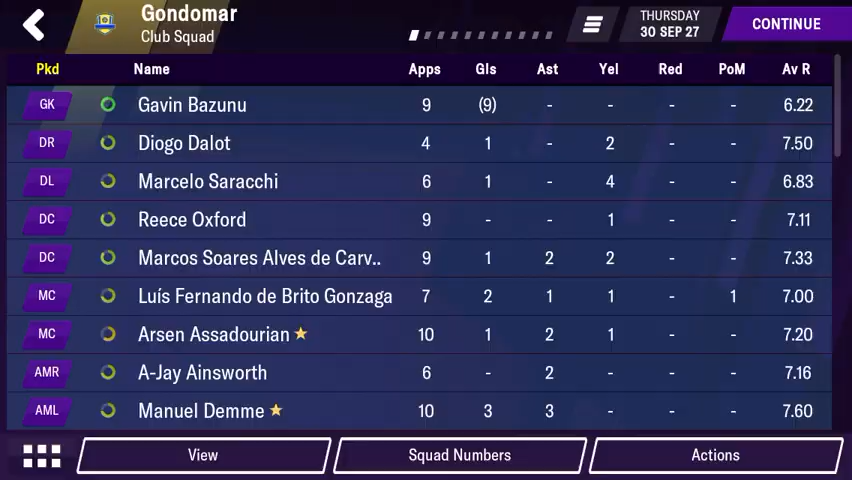 Gondomar
Club Squad
THURSDAY
30 SEP 27
CONTINUE
Pkd Name Apps Gls Ast Yel Red PoM Av R
GK Gavin Bazunu 9 (9) - - - - 6.22
DR Diogo Dalot 4 1 - 2 - - 7.50
DL Marcelo Saracchi 6 1 - 4 - - 6.83
DC Reece Oxford 9 - - 1 - - 7.11
DC Marcos Soares Alves de Carv.. 9 1 2 2 - - 7.33
MC Luís Fernando de Brito Gonzaga 7 2 1 1 - 1 7.00
MC Arsen Assadourian 10 1 2 1 - - 7.20
AMR A-Jay Ainsworth 6 - 2 - - - 7.16
AML Manuel Demme 10 3 3 - - - 7.60
View Squad Numbers Actions